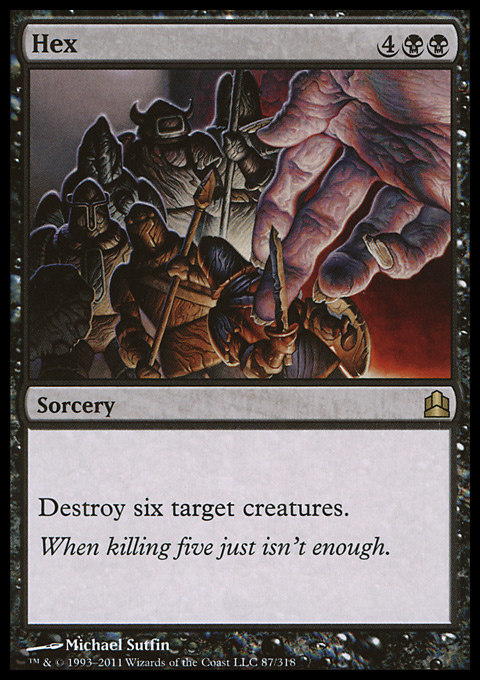 Hex 4
Sorcery
Destroy six target creatures.
When killing five just isn't enough.
Michael Sutfin
™ & © 1993–2011 Wizards of the Coast LLC 87/318